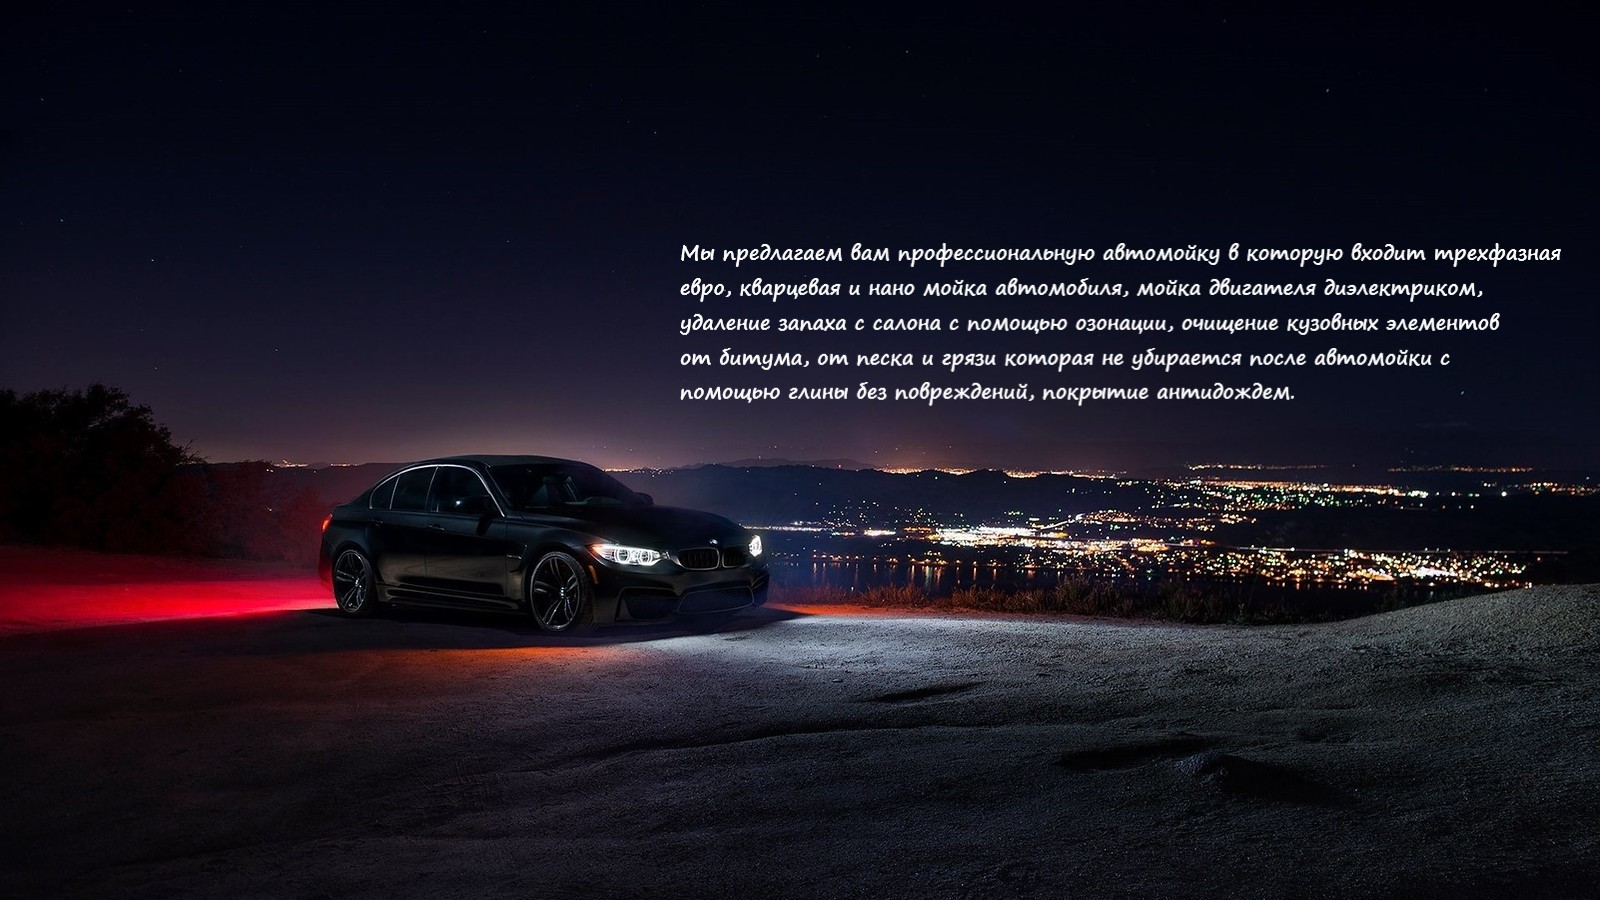 Мы предлагаем вам профессиональную автомойку в которую входит трехфазная
евро, кварцевая и нано мойка автомобиля, мойка двигателя диэлектриком,
удаление запаха с салона с помощью озонации, очищение кузовных элементов
от битума, от песка и грязи которая не убирается после автомойки с
помощью глины без повреждений, покрытие антидождем.